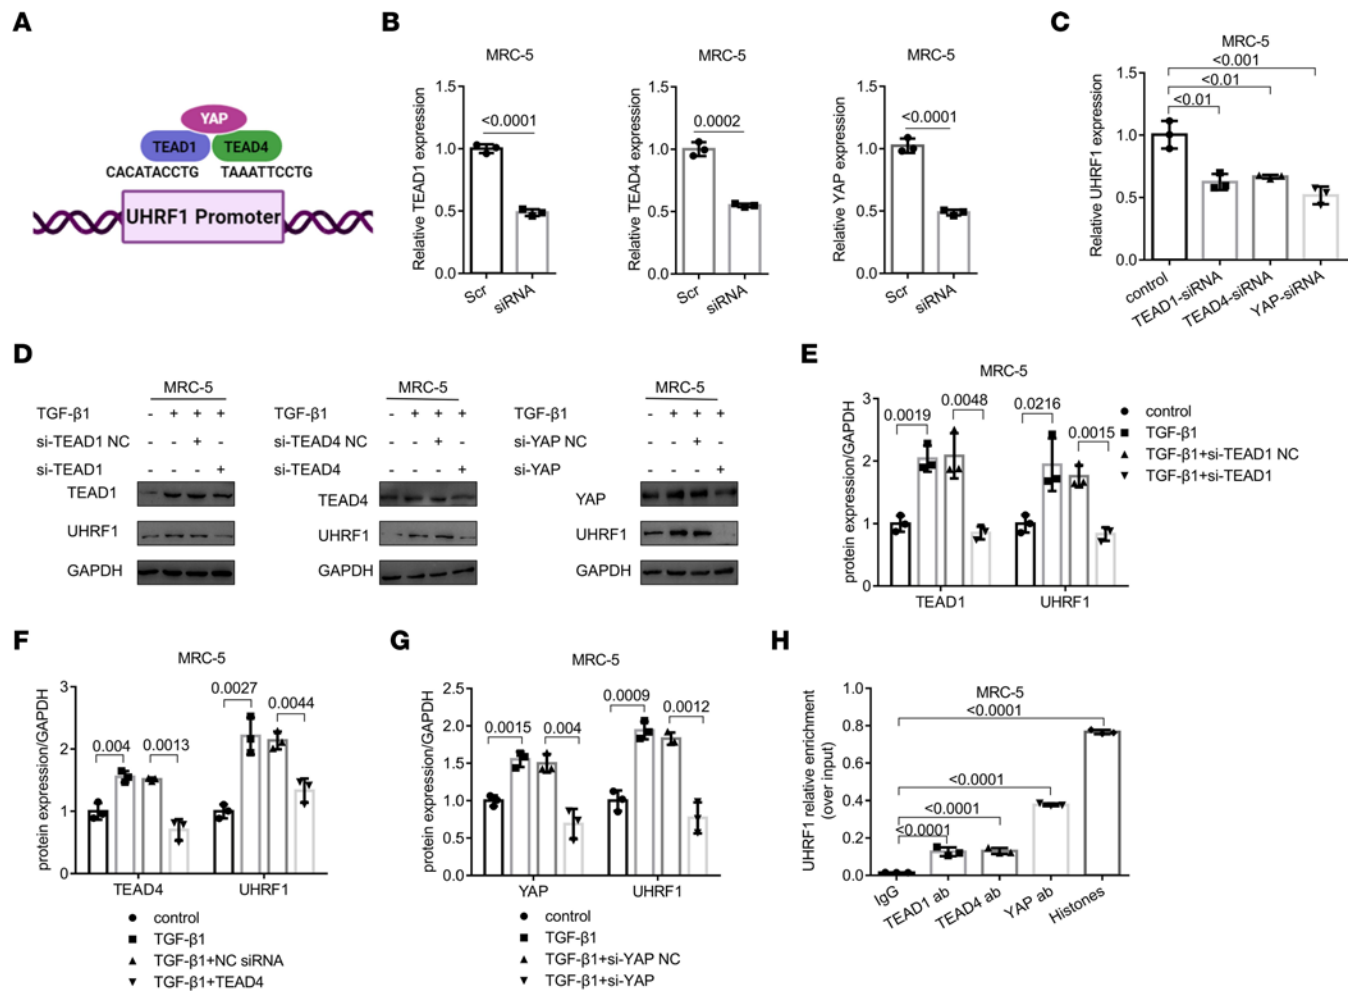 A
YAP
TEAD1 TEAD4
CACATACCTG TAAATTCCTG
UHRF1 Promoter
B
MRC-5
Relative TEAD1 expression
1.5
1.0
0.5
0.0
<0.0001
Scr
siRNA
MRC-5
Relative TEAD4 expression
1.5
1.0
0.5
0.0
0.0002
Scr
siRNA
MRC-5
Relative YAP expression
1.5
1.0
0.5
0.0
<0.0001
Scr
siRNA
C
MRC-5
Relative UHRF1 expression
1.5
1.0
0.5
0.0
<0.001
<0.01
<0.01
control
TEAD1-siRNA
TEAD4-siRNA
YAP-siRNA
D
MRC-5
TGF-β1 - + + +
si-TEAD1 NC - - + -
si-TEAD1 - - - +
TEAD1
UHRF1
GAPDH
MRC-5
TGF-β1 - + + +
si-TEAD4 NC - - + -
si-TEAD4 - - - +
TEAD4
UHRF1
GAPDH
MRC-5
TGF-β1 - + + +
si-YAP NC - - + -
si-YAP - - - +
YAP
UHRF1
GAPDH
E
MRC-5
protein expression/GAPDH
3
2
1
0
0.0019
0.0048
0.0216
0.0015
TEAD1
UHRF1
control
TGF-β1
TGF-β1+si-TEAD1 NC
TGF-β1+si-TEAD1
F
MRC-5
protein expression/GAPDH
3
2
1
0
0.004
0.0013
0.0027
0.0044
TEAD4
UHRF1
control
TGF-β1
TGF-β1+NC siRNA
TGF-β1+TEAD4
G
MRC-5
protein expression/GAPDH
2.5
2.0
1.5
1.0
0.5
0.0
0.0015
0.004
0.0009
0.0012
YAP
UHRF1
control
TGF-β1
TGF-β1+si-YAP NC
TGF-β1+si-YAP
H
MRC-5
UHRF1 relative enrichment
(over input)
1.0
0.8
0.6
0.4
0.2
0.0
<0.0001
<0.0001
<0.0001
<0.0001
IgG
TEAD1 ab
TEAD4 ab
YAP ab
Histones